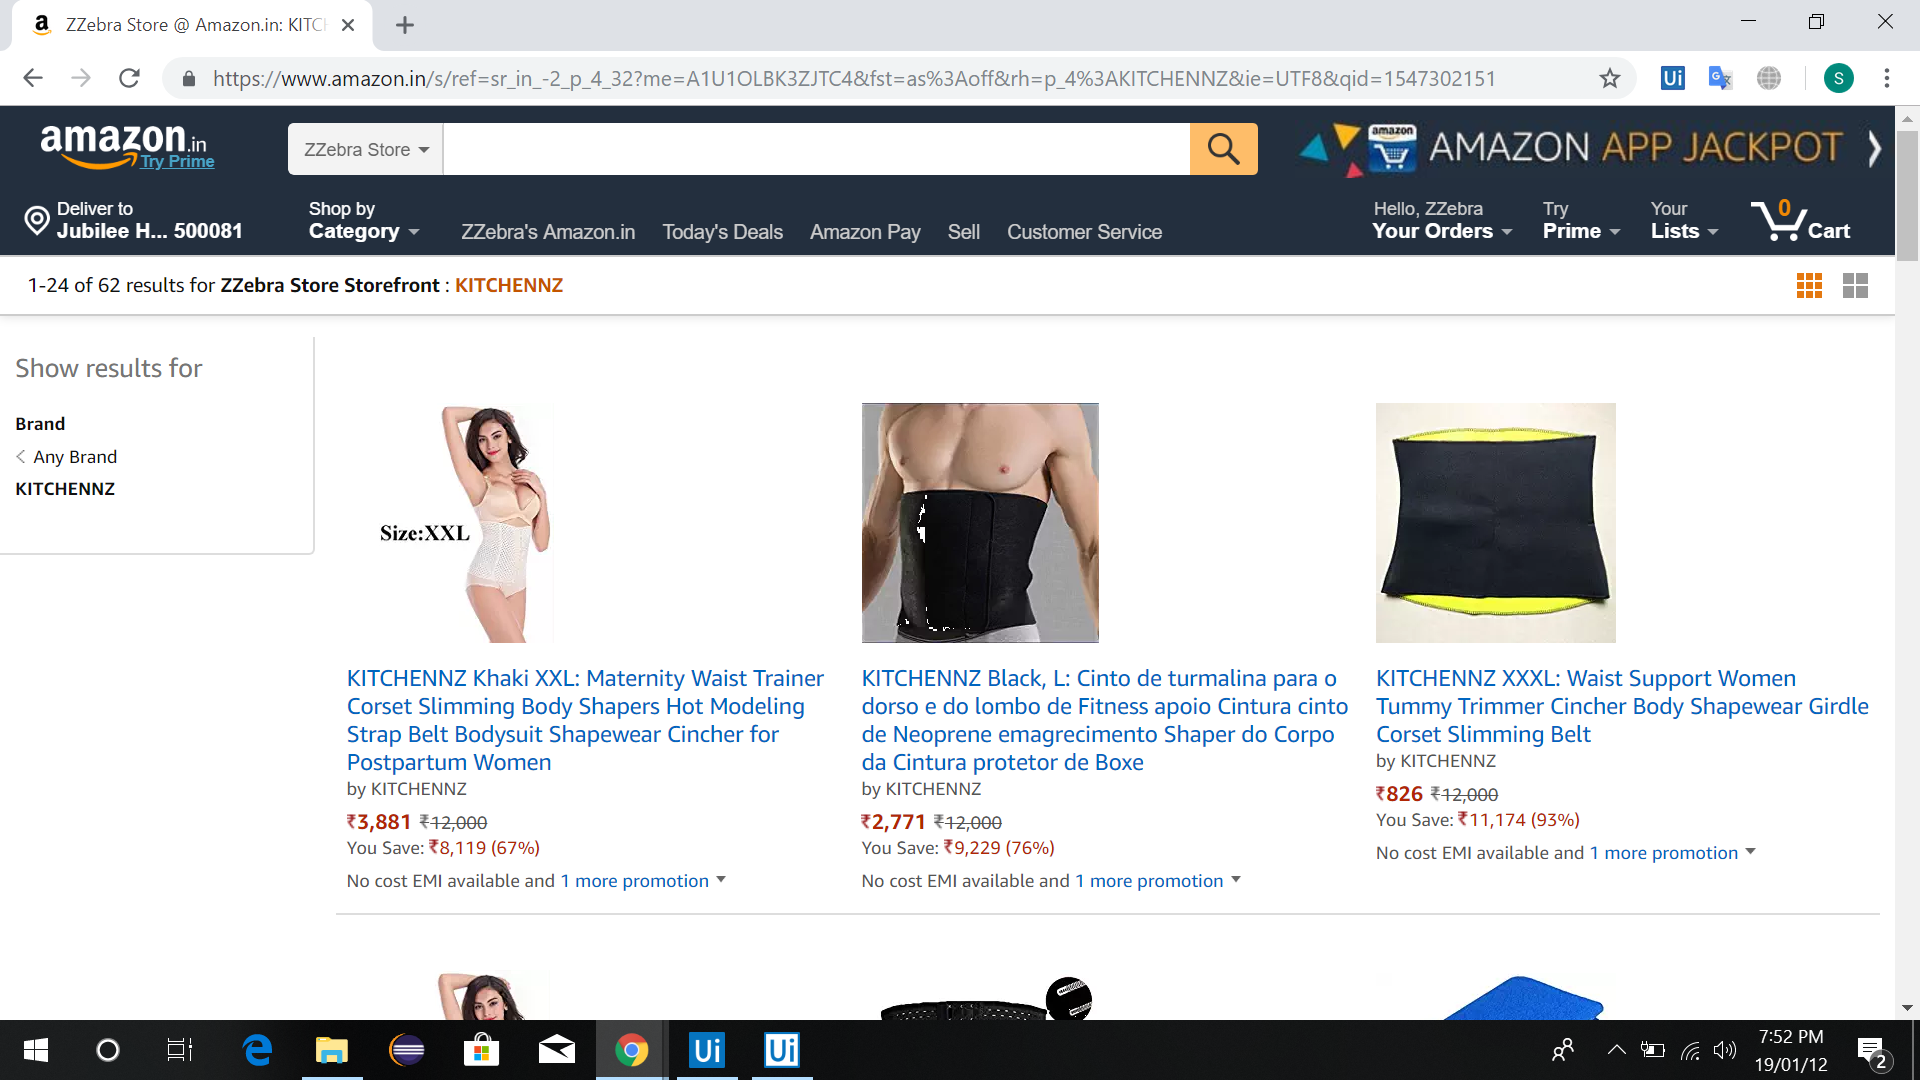 ZZebra Store @ Amazon.in: KITCH
https://www.amazon.in/s/ref=sr_in_-2_p_4_32?me=A1U1OLBK3ZJTC4&fst=as%3Aoff&rh=p_4%3AKITCHENNZ&ie=UTF8&qid=1547302151
Ui
S
amazon.in
Try Prime
ZZebra Store
amazon
AMAZON APP JACKPOT
Deliver to
Jubilee H... 500081
Shop by
Category
ZZebra's Amazon.in
Today's Deals
Amazon Pay
Sell
Customer Service
Hello, ZZebra
Your Orders
Try
Prime
Your
Lists
0
Cart
1-24 of 62 results for ZZebra Store Storefront : KITCHENNZ
Show results for
Brand
Any Brand
KITCHENNZ
Size:XXL
KITCHENNZ Khaki XXL: Maternity Waist Trainer
Corset Slimming Body Shapers Hot Modeling
Strap Belt Bodysuit Shapewear Cincher for
Postpartum Women
by KITCHENNZ
₹3,881 ₹12,000
You Save: ₹8,119 (67%)
No cost EMI available and 1 more promotion
KITCHENNZ Black, L: Cinto de turmalina para o
dorso e do lombo de Fitness apoio Cintura cinto
de Neoprene emagrecimento Shaper do Corpo
da Cintura protetor de Boxe
by KITCHENNZ
₹2,771 ₹12,000
You Save: ₹9,229 (76%)
No cost EMI available and 1 more promotion
KITCHENNZ XXXL: Waist Support Women
Tummy Trimmer Cincher Body Shapewear Girdle
Corset Slimming Belt
by KITCHENNZ
₹826 ₹12,000
You Save: ₹11,174 (93%)
No cost EMI available and 1 more promotion
Ui
Ui
7:52 PM
19/01/12
2